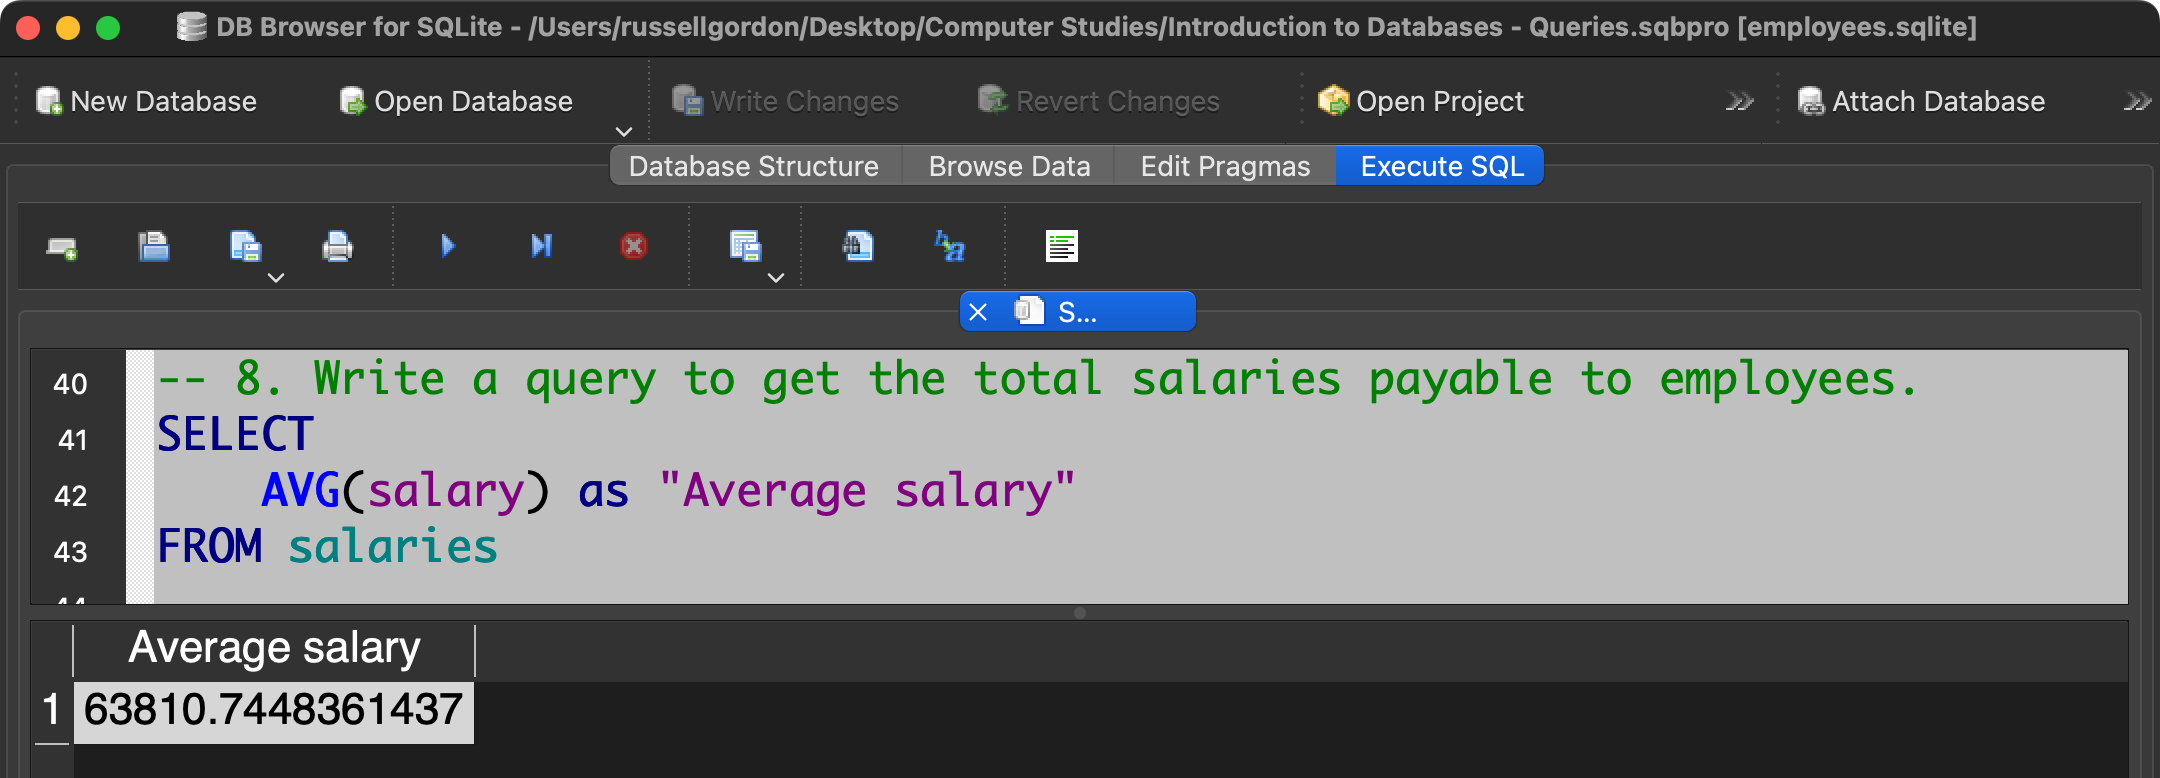 DB Browser for SQLite - /Users/russellgordon/Desktop/Computer Studies/Introduction to Databases - Queries.sqbpro [employees.sqlite]
New Database Open Database Write Changes Revert Changes Open Project Attach Database
Database Structure Browse Data Edit Pragmas Execute SQL
S...
40 -- 8. Write a query to get the total salaries payable to employees.
41 SELECT
42 AVG(salary) as "Average salary"
43 FROM salaries
44
Average salary
1 63810.7448361437